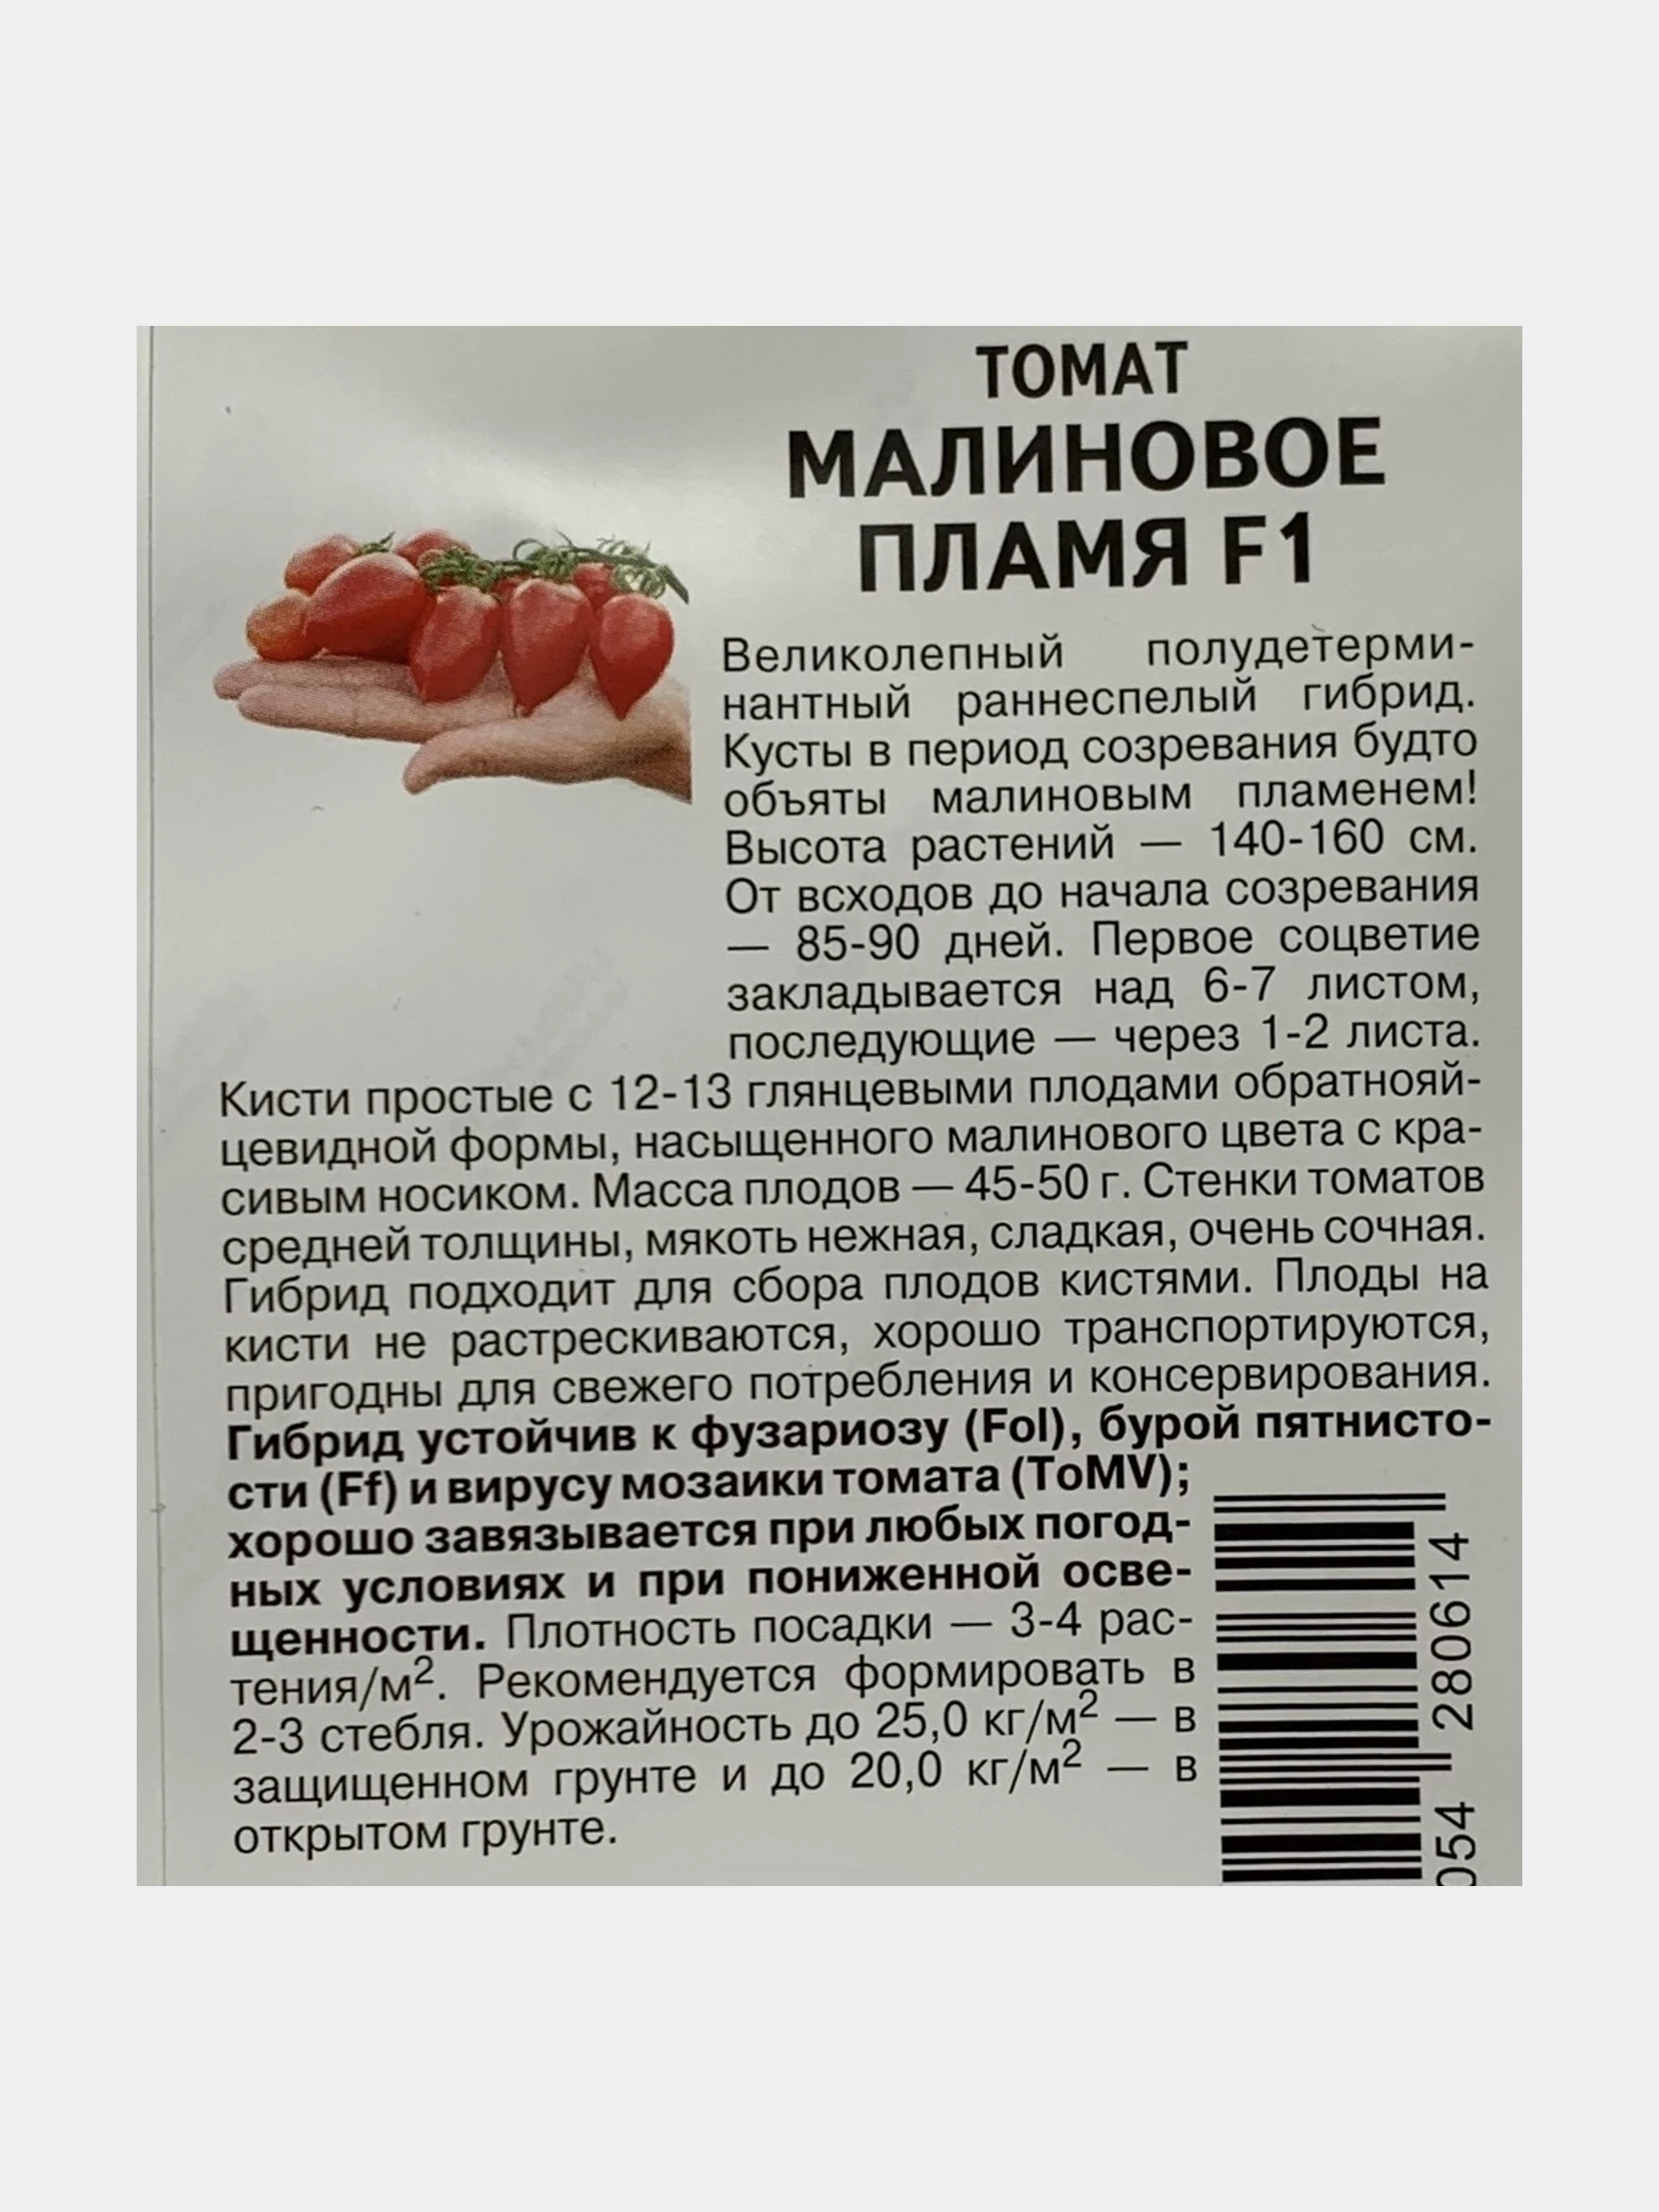 ТОМАТ
МАЛИНОВОЕ
ПЛАМЯ F1
Великолепный полудетерми-
нантный раннеспелый гибрид.
Кусты в период созревания будто
объяты малиновым пламенем!
Высота растений — 140-160 см.
От всходов до начала созревания
— 85-90 дней. Первое соцветие
закладывается над 6-7 листом,
последующие — через 1-2 листа.
Кисти простые с 12-13 глянцевыми плодами обратнояй-
цевидной формы, насыщенного малинового цвета с кра-
сивым носиком. Масса плодов — 45-50 г. Стенки томатов
средней толщины, мякоть нежная, сладкая, очень сочная.
Гибрид подходит для сбора плодов кистями. Плоды на
кисти не растрескиваются, хорошо транспортируются,
пригодны для свежего потребления и консервирования.
Гибрид устойчив к фузариозу (Fol), бурой пятнисто-
сти (Ff) и вирусу мозаики томата (ToMV);
хорошо завязывается при любых погод-
ных условиях и при пониженной осве-
щенности. Плотность посадки — 3-4 рас-
тения/м². Рекомендуется формировать в
2-3 стебля. Урожайность до 25,0 кг/м² — в
защищенном грунте и до 20,0 кг/м² — в
открытом грунте.
054 280614